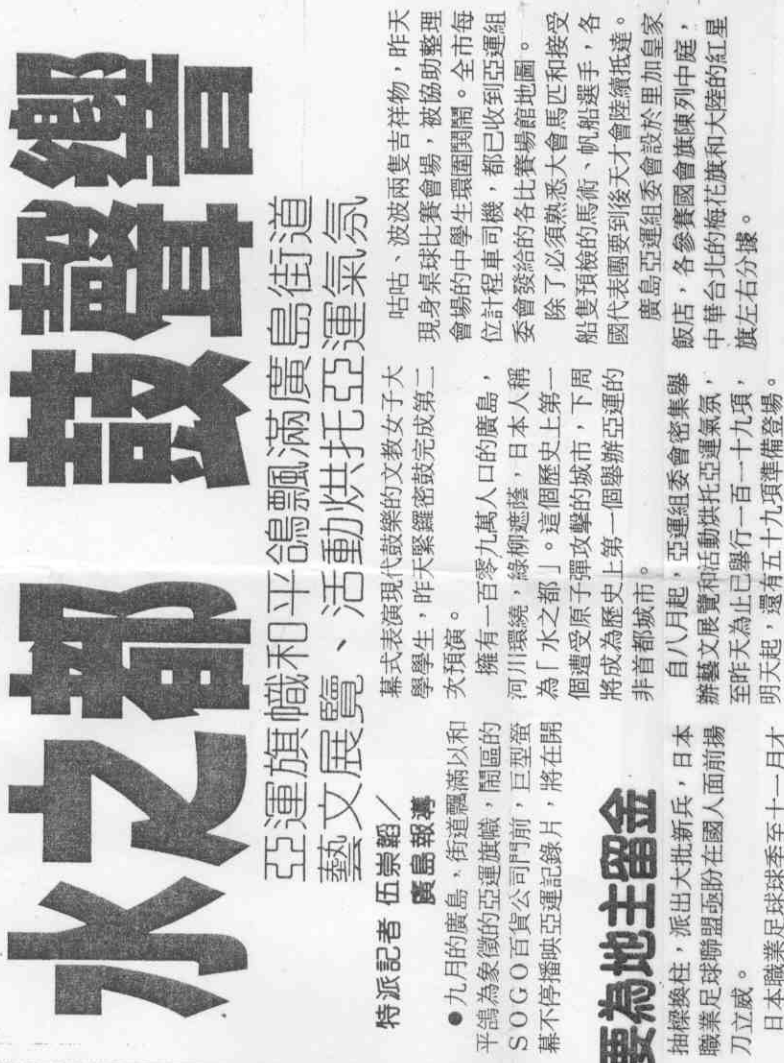 水之都 鼓聲響
亞運旗幟和平鴿飄滿廣島街道
藝文展覽、活動烘托亞運氣氛
特派記者 伍崇韜／
廣島報導
●九月的廣島，街道飄滿以和
平鴿為象徵的亞運旗幟，鬧區的
ＳＯＧＯ百貨公司門前，巨型螢
幕不停播映亞運記錄片，將在開
幕式表演現代鼓樂的文教女子大
學學生，昨天緊鑼密鼓完成第二
次預演。
擁有一百零九萬人口的廣島，
河川環繞，綠柳遮蔭，日本人稱
為「水之都」。這個歷史上第一
個遭受原子彈攻擊的城市，下周
將成為歷史上第一個舉辦亞運的
非首都城市。
自八月起，亞運組委會密集舉
辦藝文展覽和活動烘托亞運氣氛，
至昨天為止已舉行一百一十九項，
明天起，還有五十九項準備登場。
咕咕、波波兩隻吉祥物，昨天
現身桌球比賽會場，被協助整理
會場的中學生環圍鬨鬧。全市每
位計程車司機，都已收到亞運組
委會發給的各比賽場館地圖。
除了必須熟悉大會馬匹和接受
船隻預檢的馬術、帆船選手，各
國代表團要到後天才會陸續抵達。
廣島亞運組委會設於里加皇家
飯店，各參賽國會旗陳列中庭，
中華台北的梅花旗和大陸的紅星
旗左右分據。
要為地主留金
抽樑換柱，派出大批新兵，日本
職業足球聯盟亟盼在國人面前揚
刀立威。
日本職業足球球季至十一月才